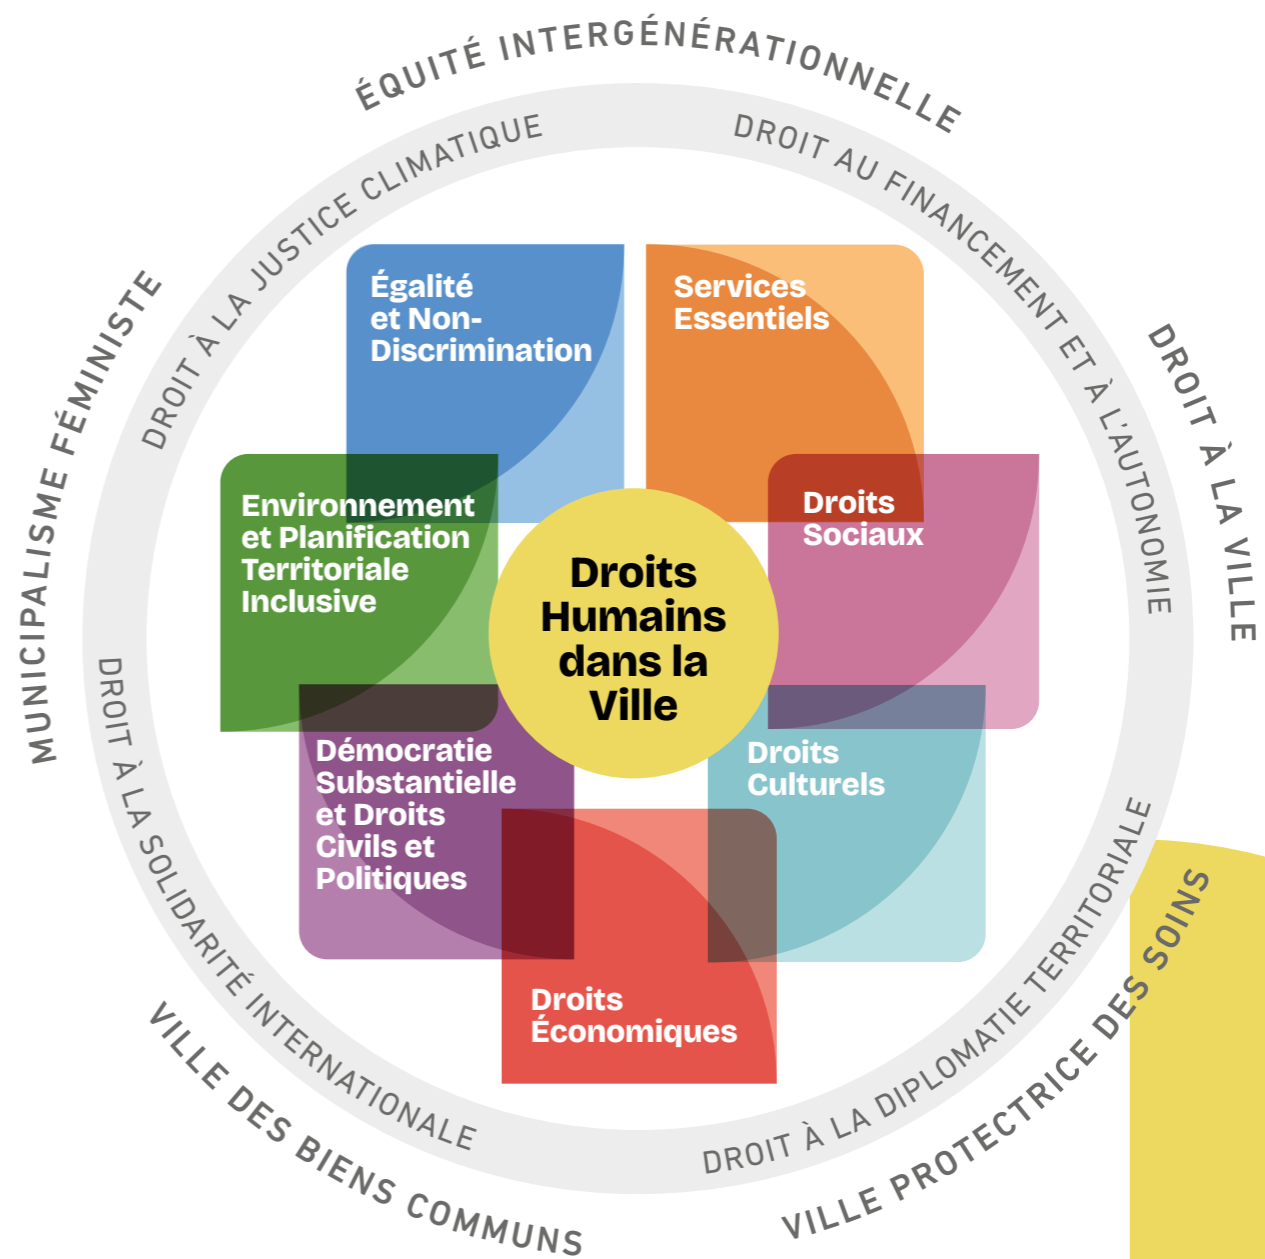 ÉQUITÉ INTERGÉNÉRATIONNELLE
DROIT À LA VILLE
VILLE PROTECTRICE DES SOINS
VILLE DES BIENS COMMUNS
MUNICIPALISME FÉMINISTE
DROIT À LA JUSTICE CLIMATIQUE
DROIT AU FINANCEMENT ET À L'AUTONOMIE
DROIT À LA DIPLOMATIE TERRITORIALE
DROIT À LA SOLIDARITÉ INTERNATIONALE
Égalité
et Non-
Discrimination
Services
Essentiels
Environnement
et Planification
Territoriale
Inclusive
Droits
Sociaux
Droits
Humains
dans la
Ville
Démocratie
Substantielle
et Droits
Civils et
Politiques
Droits
Culturels
Droits
Économiques